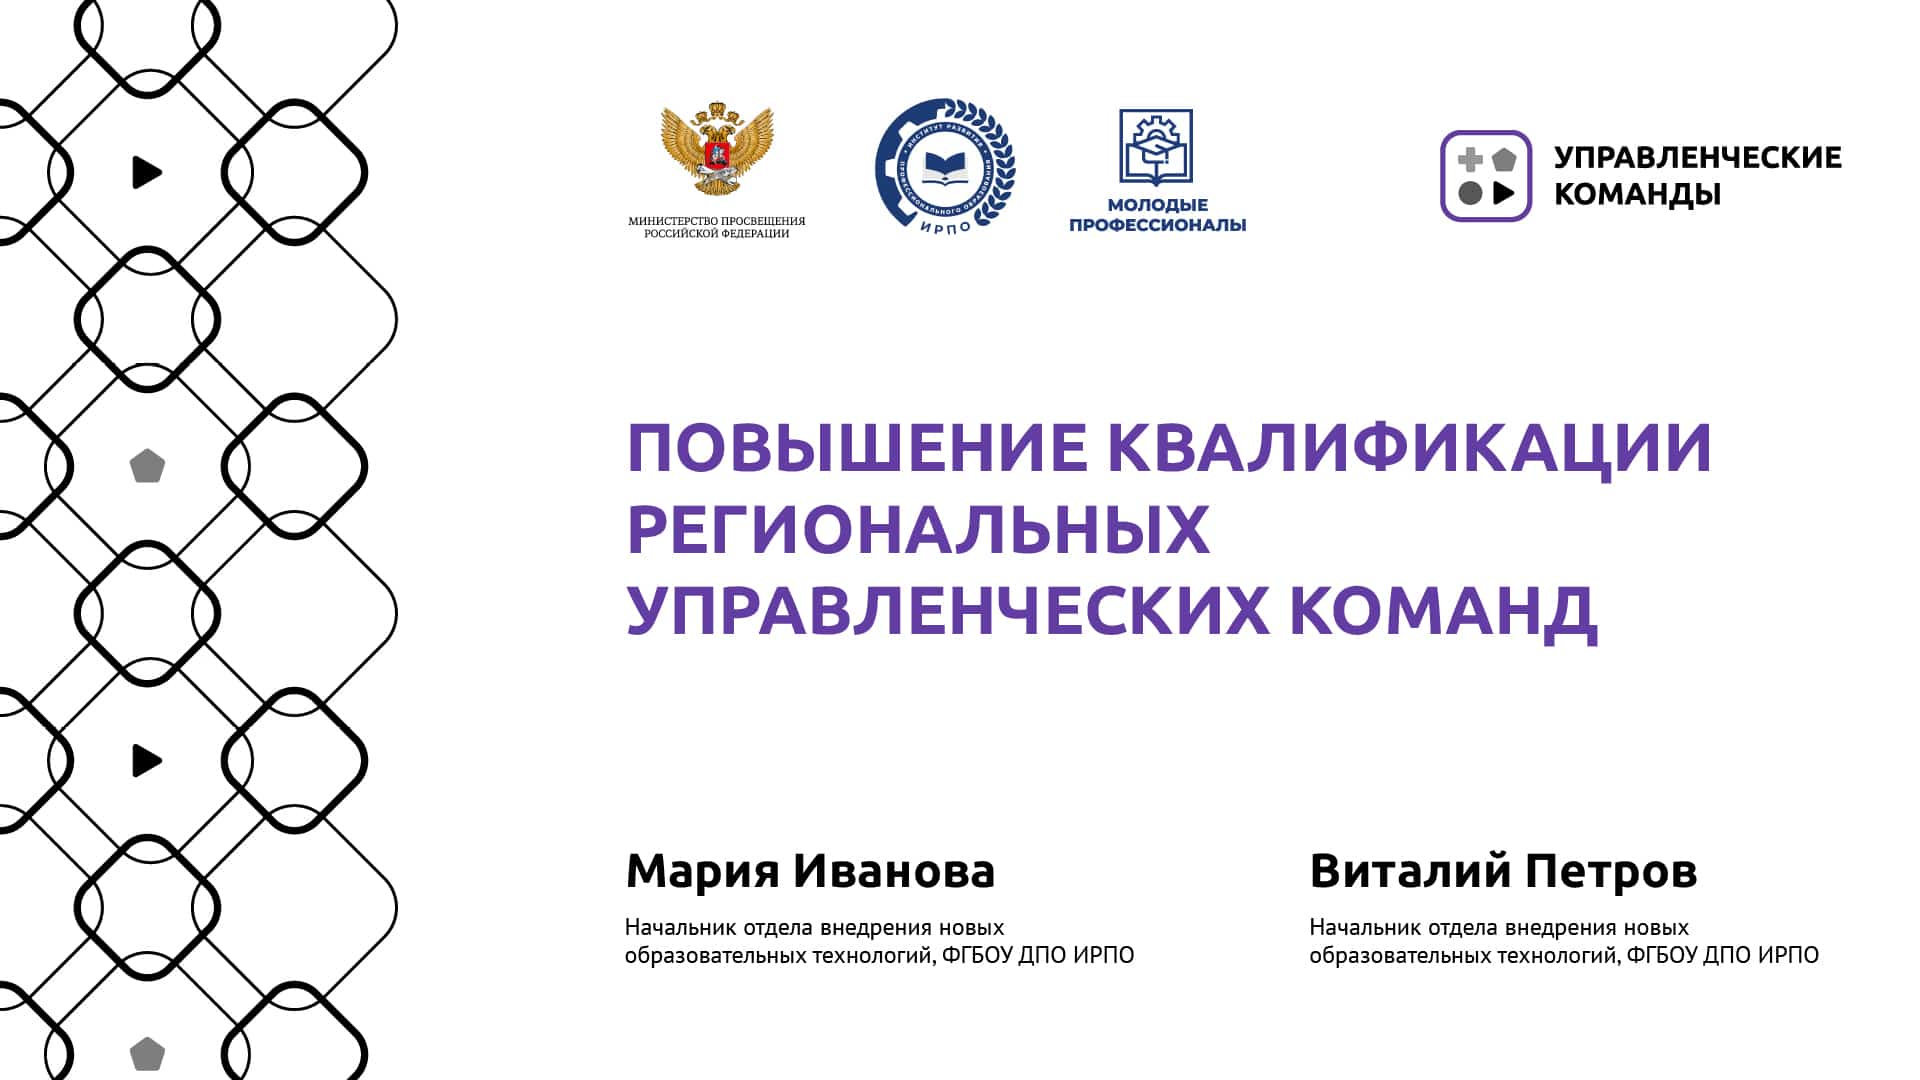 МИНИСТЕРСТВО ПРОСВЕЩЕНИЯ
РОССИЙСКОЙ ФЕДЕРАЦИИ
ИНСТИТУТ РАЗВИТИЯ
ПРОФЕССИОНАЛЬНОГО ОБРАЗОВАНИЯ
ИРПО
МОЛОДЫЕ
ПРОФЕССИОНАЛЫ
УПРАВЛЕНЧЕСКИЕ
КОМАНДЫ
ПОВЫШЕНИЕ КВАЛИФИКАЦИИ
РЕГИОНАЛЬНЫХ
УПРАВЛЕНЧЕСКИХ КОМАНД
Мария Иванова
Начальник отдела внедрения новых
образовательных технологий, ФГБОУ ДПО ИРПО
Виталий Петров
Начальник отдела внедрения новых
образовательных технологий, ФГБОУ ДПО ИРПО